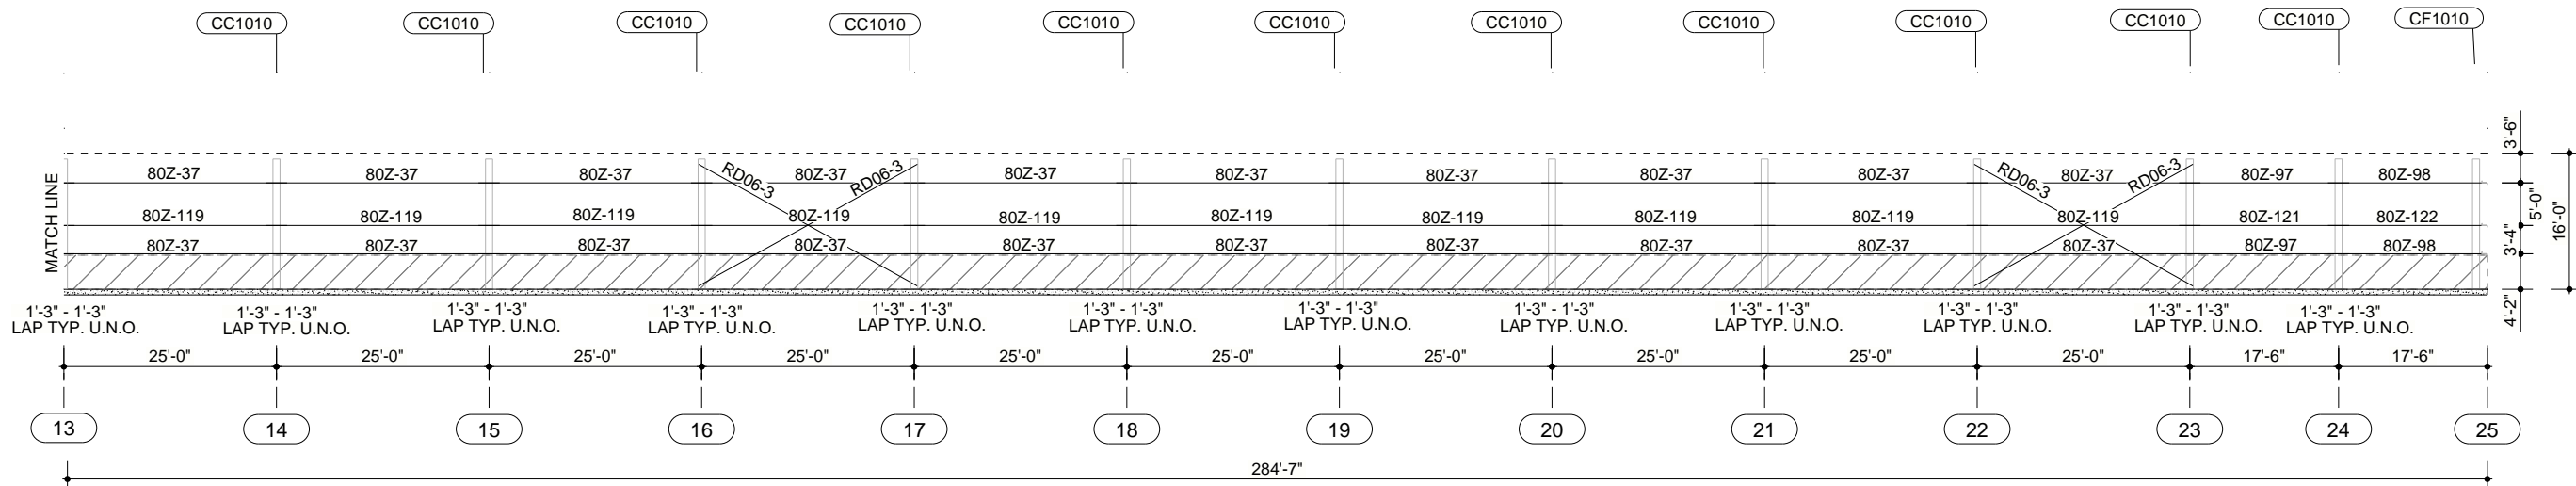 CC1010 CC1010 CC1010 CC1010 CC1010 CC1010 CC1010 CC1010 CC1010 CC1010 CC1010 CF1010
3'-6"
80Z-37 80Z-37 80Z-37 RD06-3 80Z-37 RD06-3 80Z-37 80Z-37 80Z-37 80Z-37 80Z-37 RD06-3 80Z-37 RD06-3 80Z-97 80Z-98
MATCH LINE
5'-0"
16'-0"
80Z-119 80Z-119 80Z-119 80Z-119 80Z-119 80Z-119 80Z-119 80Z-119 80Z-119 80Z-119 80Z-121 80Z-122
3'-4"
80Z-37 80Z-37 80Z-37 80Z-37 80Z-37 80Z-37 80Z-37 80Z-37 80Z-37 80Z-37 80Z-97 80Z-98
4'-2"
1'-3" - 1'-3" 1'-3" - 1'-3" 1'-3" - 1'-3" 1'-3" - 1'-3" 1'-3" - 1'-3" 1'-3" - 1'-3" 1'-3" - 1'-3" 1'-3" - 1'-3" 1'-3" - 1'-3" 1'-3" - 1'-3" 1'-3" - 1'-3" 1'-3" - 1'-3"
LAP TYP. U.N.O. LAP TYP. U.N.O. LAP TYP. U.N.O. LAP TYP. U.N.O. LAP TYP. U.N.O. LAP TYP. U.N.O. LAP TYP. U.N.O. LAP TYP. U.N.O. LAP TYP. U.N.O. LAP TYP. U.N.O. LAP TYP. U.N.O. LAP TYP. U.N.O.
25'-0" 25'-0" 25'-0" 25'-0" 25'-0" 25'-0" 25'-0" 25'-0" 25'-0" 25'-0" 17'-6" 17'-6"
13 14 15 16 17 18 19 20 21 22 23 24 25
284'-7"